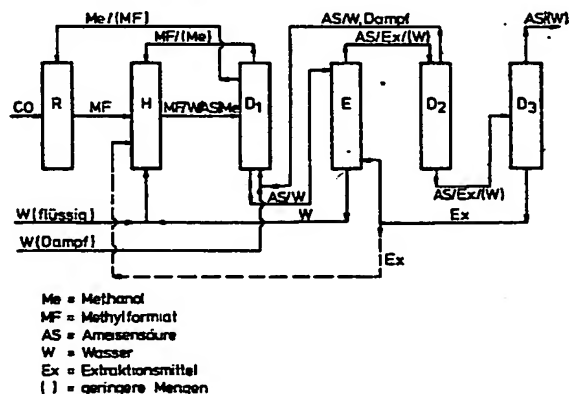 Me/(MF)
AS/W, Dampf
AS/(W)
MF/(Me)
AS/Ex/(W)
R
H
D1
E
D2
D3
CO
MF
MF/W/AS/Me
AS/W
AS/Ex/(W)
W(flüssig)
W
Ex
W(Dampf)
Ex
Me = Methanol
MF = Methylformiat
AS = Ameisensäure
W = Wasser
Ex = Extraktionsmittel
( ) = geringere Mengen